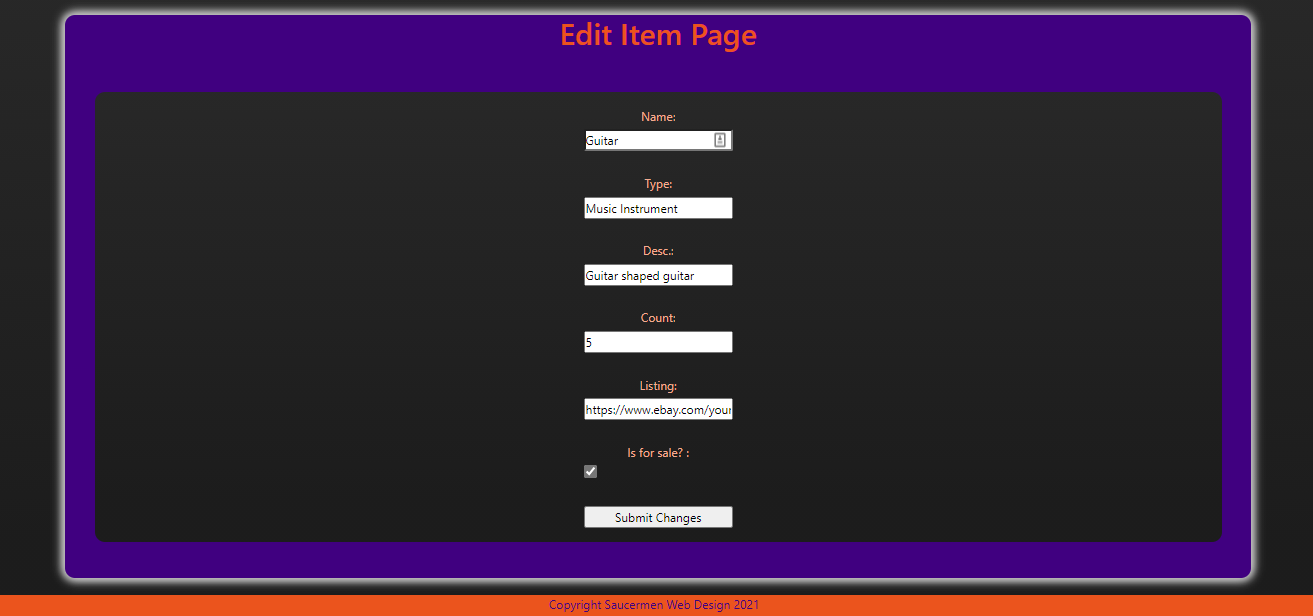 Edit Item Page
Name:
Guitar
Type:
Music Instrument
Desc.:
Guitar shaped guitar
Count:
5
Listing:
https://www.ebay.com/your
Is for sale? :
Submit Changes
Copyright Saucermen Web Design 2021